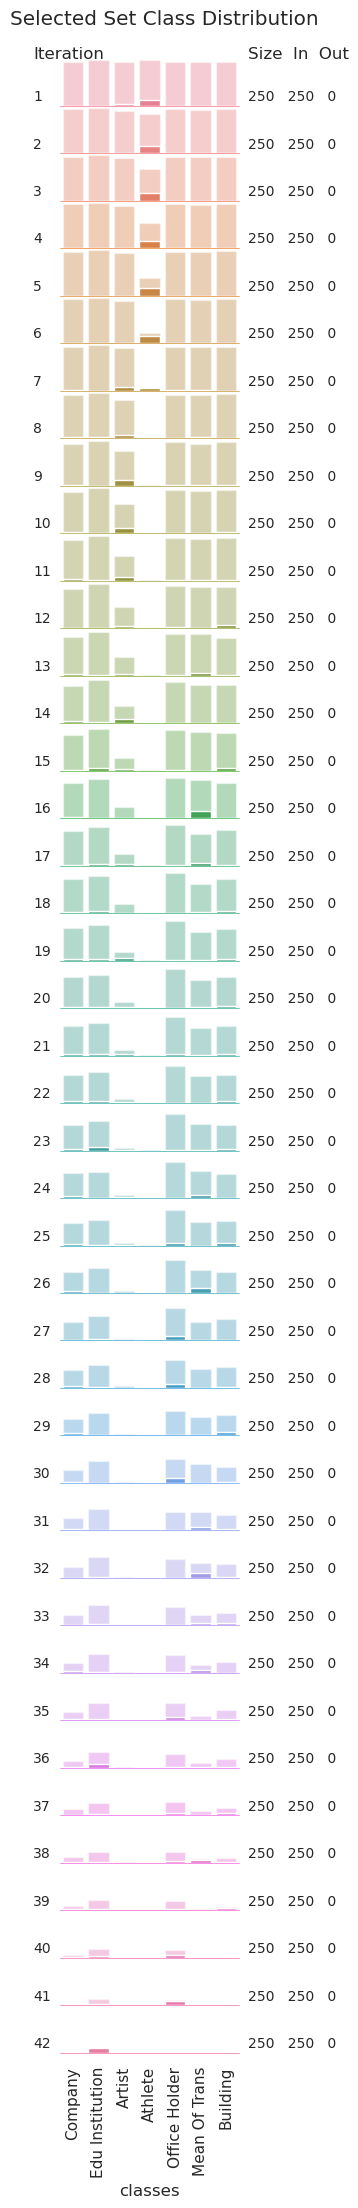 Selected Set Class Distribution
Iteration Size In Out
1 250 250 0
2 250 250 0
3 250 250 0
4 250 250 0
5 250 250 0
6 250 250 0
7 250 250 0
8 250 250 0
9 250 250 0
10 250 250 0
11 250 250 0
12 250 250 0
13 250 250 0
14 250 250 0
15 250 250 0
16 250 250 0
17 250 250 0
18 250 250 0
19 250 250 0
20 250 250 0
21 250 250 0
22 250 250 0
23 250 250 0
24 250 250 0
25 250 250 0
26 250 250 0
27 250 250 0
28 250 250 0
29 250 250 0
30 250 250 0
31 250 250 0
32 250 250 0
33 250 250 0
34 250 250 0
35 250 250 0
36 250 250 0
37 250 250 0
38 250 250 0
39 250 250 0
40 250 250 0
41 250 250 0
42 250 250 0
Company
Edu Institution
Artist
Athlete
Office Holder
Mean Of Trans
Building
classes